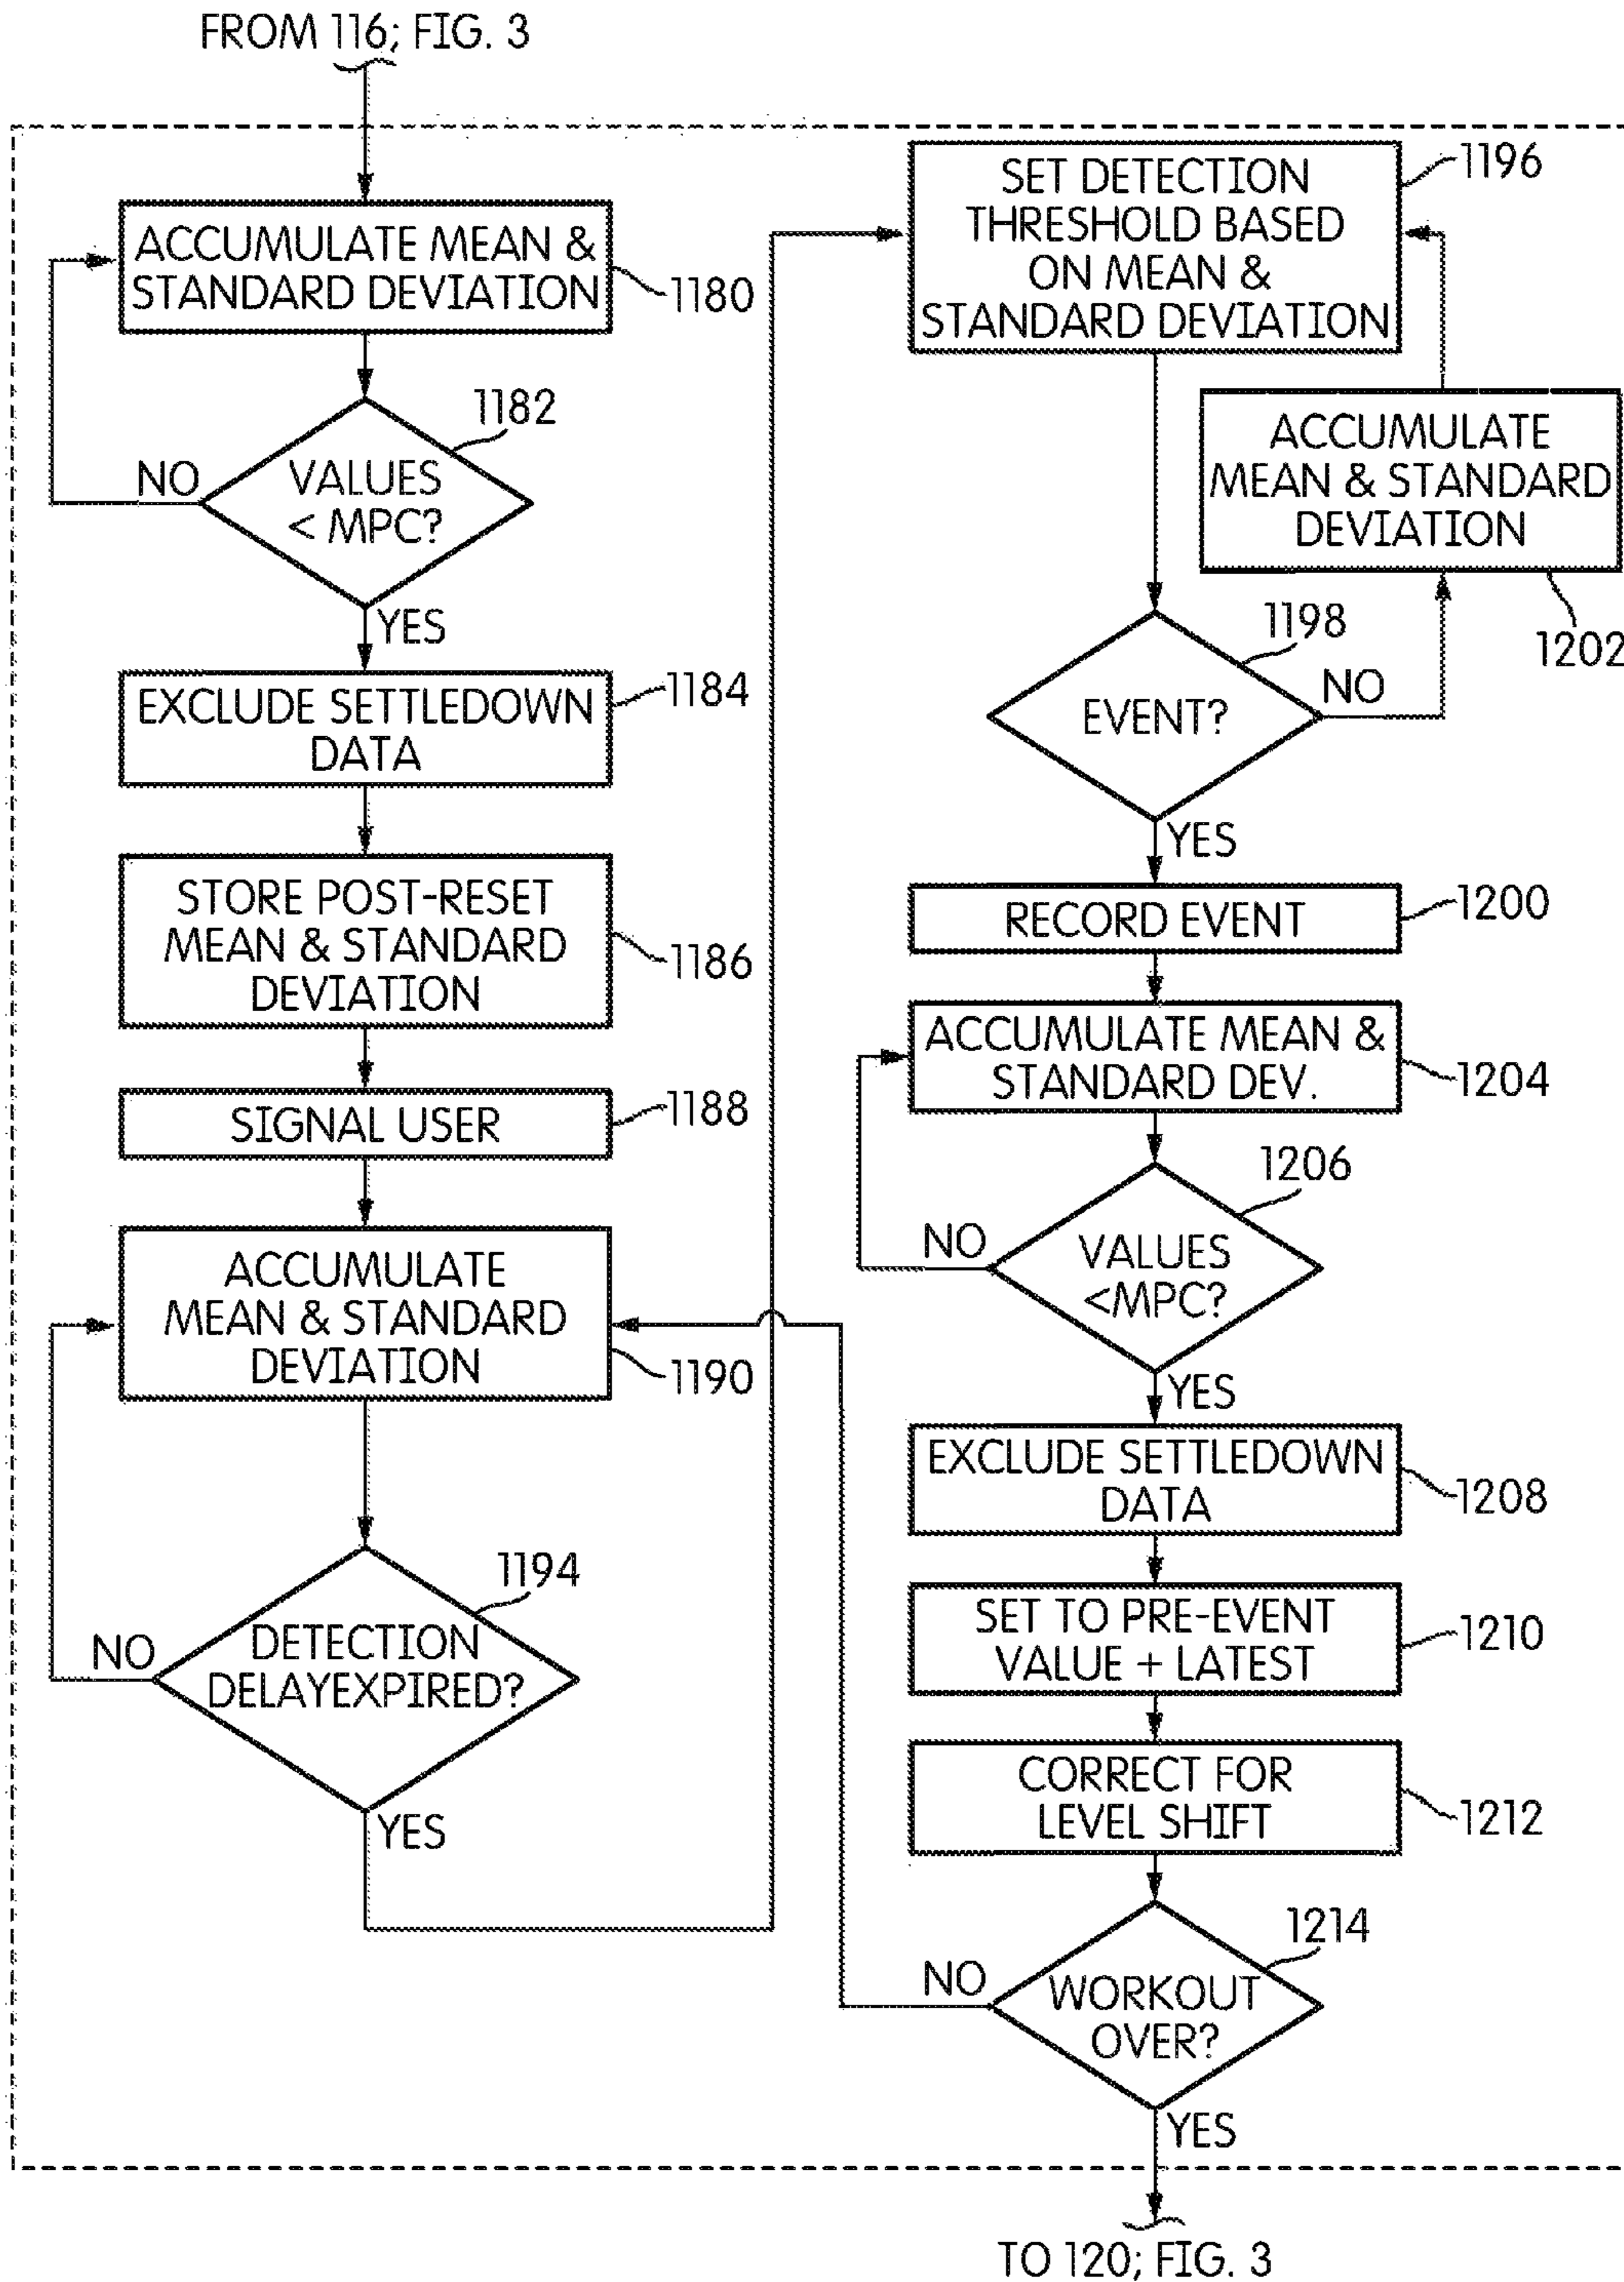 FROM 116; FIG. 3
ACCUMULATE MEAN &
STANDARD DEVIATION
1180
1182
VALUES
< MPC?
NO
YES
EXCLUDE SETTLEDOWN
DATA
1184
STORE POST-RESET
MEAN & STANDARD
DEVIATION
1186
SIGNAL USER
1188
ACCUMULATE
MEAN & STANDARD
DEVIATION
1190
1194
DETECTION
DELAYEXPIRED?
NO
YES
SET DETECTION
THRESHOLD BASED
ON MEAN &
STANDARD DEVIATION
1196
ACCUMULATE
MEAN & STANDARD
DEVIATION
1202
1198
EVENT?
NO
YES
RECORD EVENT
1200
ACCUMULATE MEAN &
STANDARD DEV.
1204
1206
VALUES
<MPC?
NO
YES
EXCLUDE SETTLEDOWN
DATA
1208
SET TO PRE-EVENT
VALUE + LATEST
1210
CORRECT FOR
LEVEL SHIFT
1212
1214
WORKOUT
OVER?
NO
YES
TO 120; FIG. 3